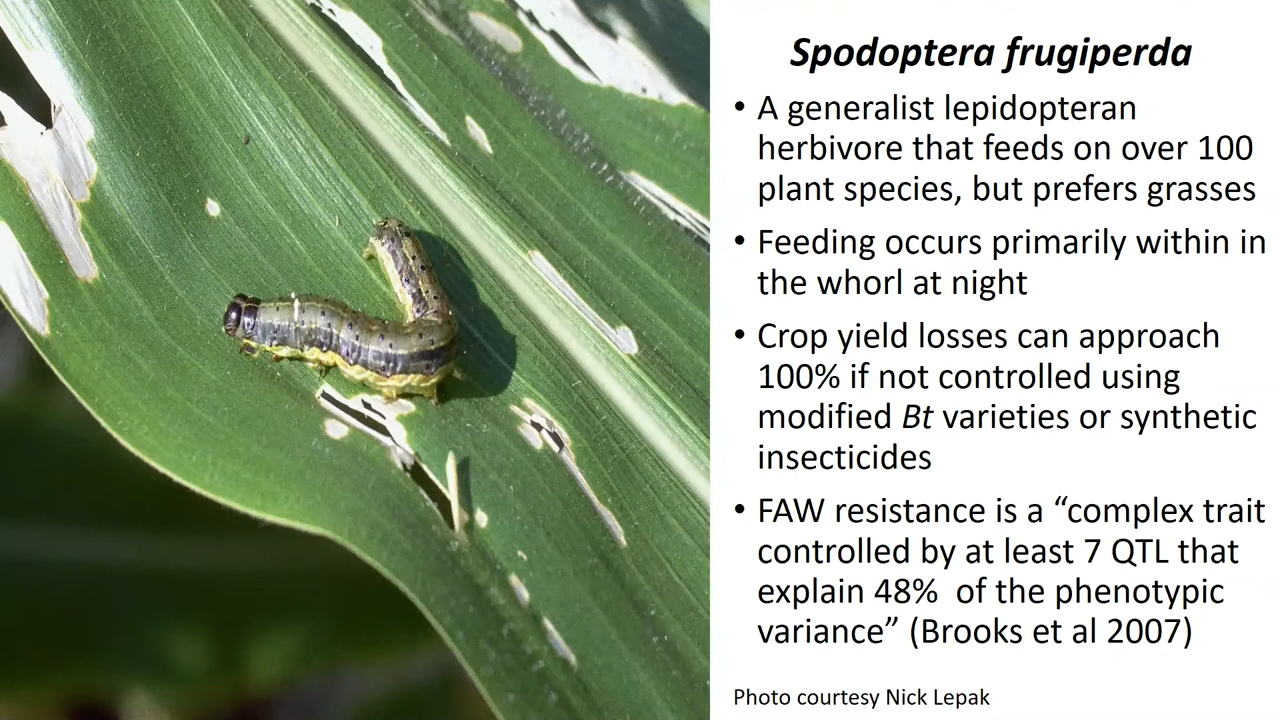 Spodoptera frugiperda
• A generalist lepidopteran
herbivore that feeds on over 100
plant species, but prefers grasses
• Feeding occurs primarily within in
the whorl at night
• Crop yield losses can approach
100% if not controlled using
modified Bt varieties or synthetic
insecticides
• FAW resistance is a “complex trait
controlled by at least 7 QTL that
explain 48%  of the phenotypic
variance” (Brooks et al 2007)
Photo courtesy Nick Lepak